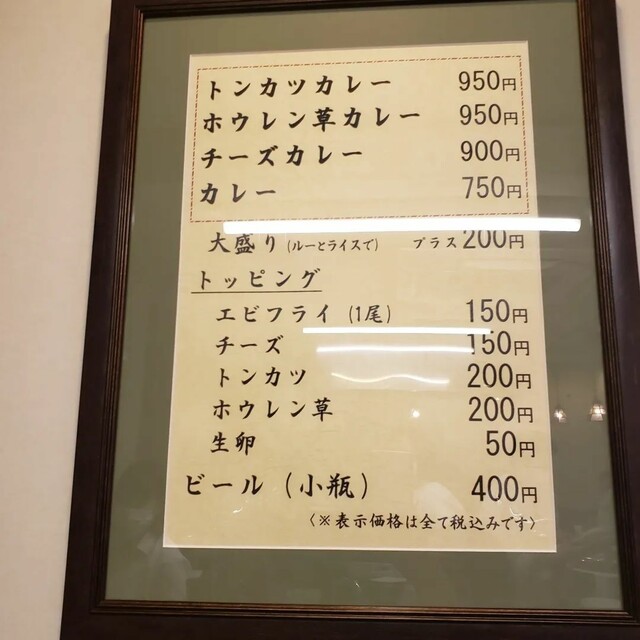 トンカツカレー 950円
ホウレン草カレー 950円
チーズカレー 900円
カレー 750円
大盛り(ルーとライスで) プラス200円
トッピング
エビフライ (1尾) 150円
チーズ 150円
トンカツ 200円
ホウレン草 200円
生卵 50円
ビール(小瓶) 400円
〈※表示価格は全て税込みです〉